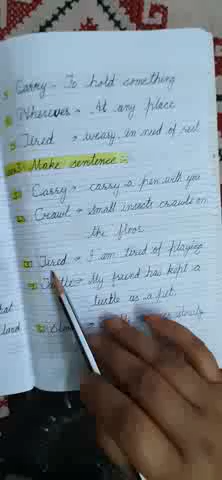 Carry - To hold something
Wherever - At any place
Tired - weary, in need of rest
Make sentence :-
Carry - carry a pen with you
Crawl - Small insects crawls on
the floor
Tired - I am tired of playing
Turtle - My friend has kept a
turtle as a pet.